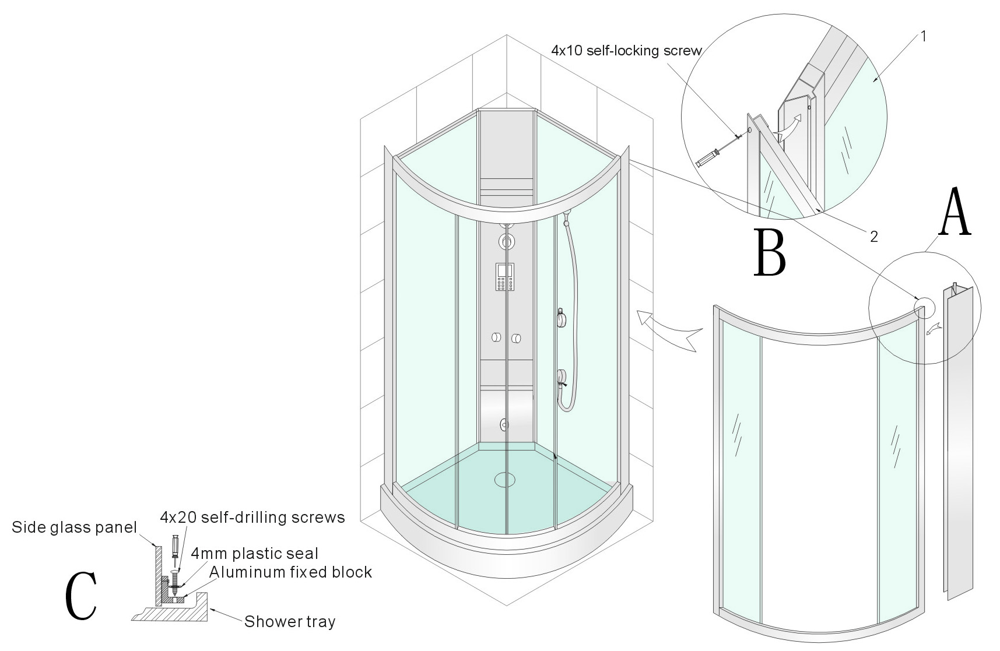 4x10 self-locking screw
1
A
B
2
4x20 self-drilling screws
Side glass panel
4mm plastic seal
Aluminum fixed block
C
Shower tray